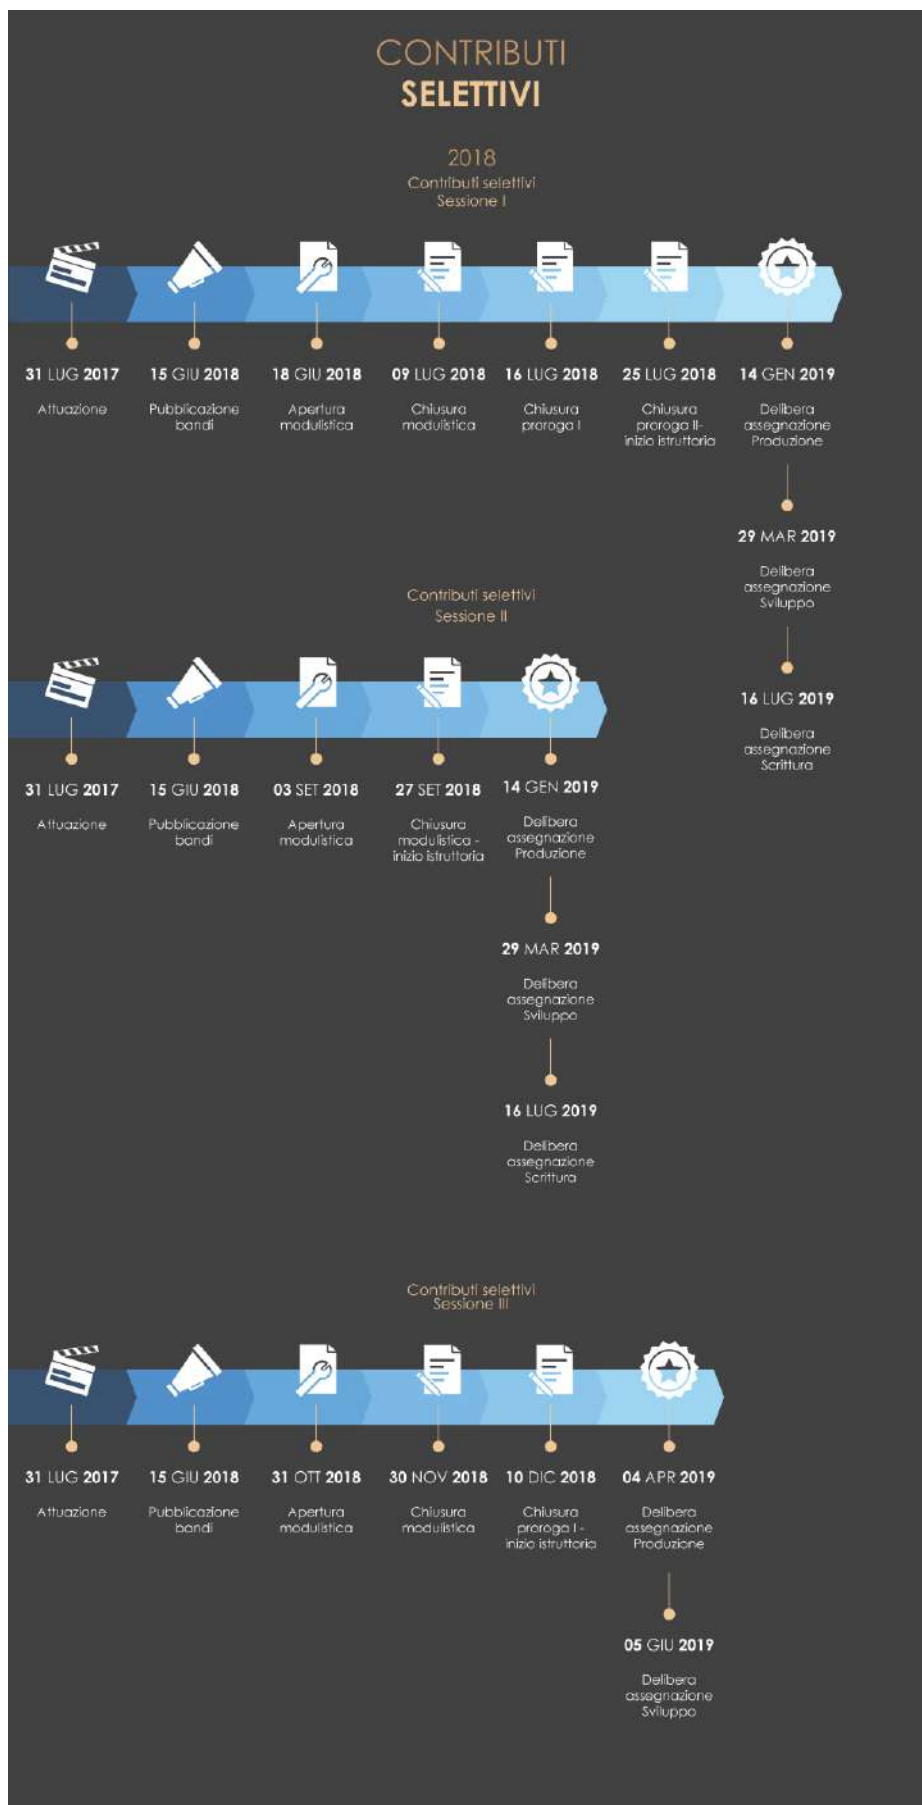 CONTRIBUTI
SELETTIVI
2018
Contributi selettivi
Sessione I
31 LUG 2017
Attuazione
15 GIU 2018
Pubblicazione
bandi
18 GIU 2018
Apertura
modulistica
09 LUG 2018
Chiusura
modulistica
16 LUG 2018
Chiusura
proroga I
25 LUG 2018
Chiusura
proroga II-
inizio istruttoria
14 GEN 2019
Delibera
assegnazione
Produzione
29 MAR 2019
Delibera
assegnazione
Sviluppo
16 LUG 2019
Delibera
assegnazione
Scrittura
Contributi selettivi
Sessione II
31 LUG 2017
Attuazione
15 GIU 2018
Pubblicazione
bandi
03 SET 2018
Apertura
modulistica
27 SET 2018
Chiusura
modulistica -
inizio istruttoria
14 GEN 2019
Delibera
assegnazione
Produzione
29 MAR 2019
Delibera
assegnazione
Sviluppo
16 LUG 2019
Delibera
assegnazione
Scrittura
Contributi selettivi
Sessione III
31 LUG 2017
Attuazione
15 GIU 2018
Pubblicazione
bandi
31 OTT 2018
Apertura
modulistica
30 NOV 2018
Chiusura
modulistica
10 DIC 2018
Chiusura
proroga I -
inizio istruttoria
04 APR 2019
Delibera
assegnazione
Produzione
05 GIU 2019
Delibera
assegnazione
Sviluppo